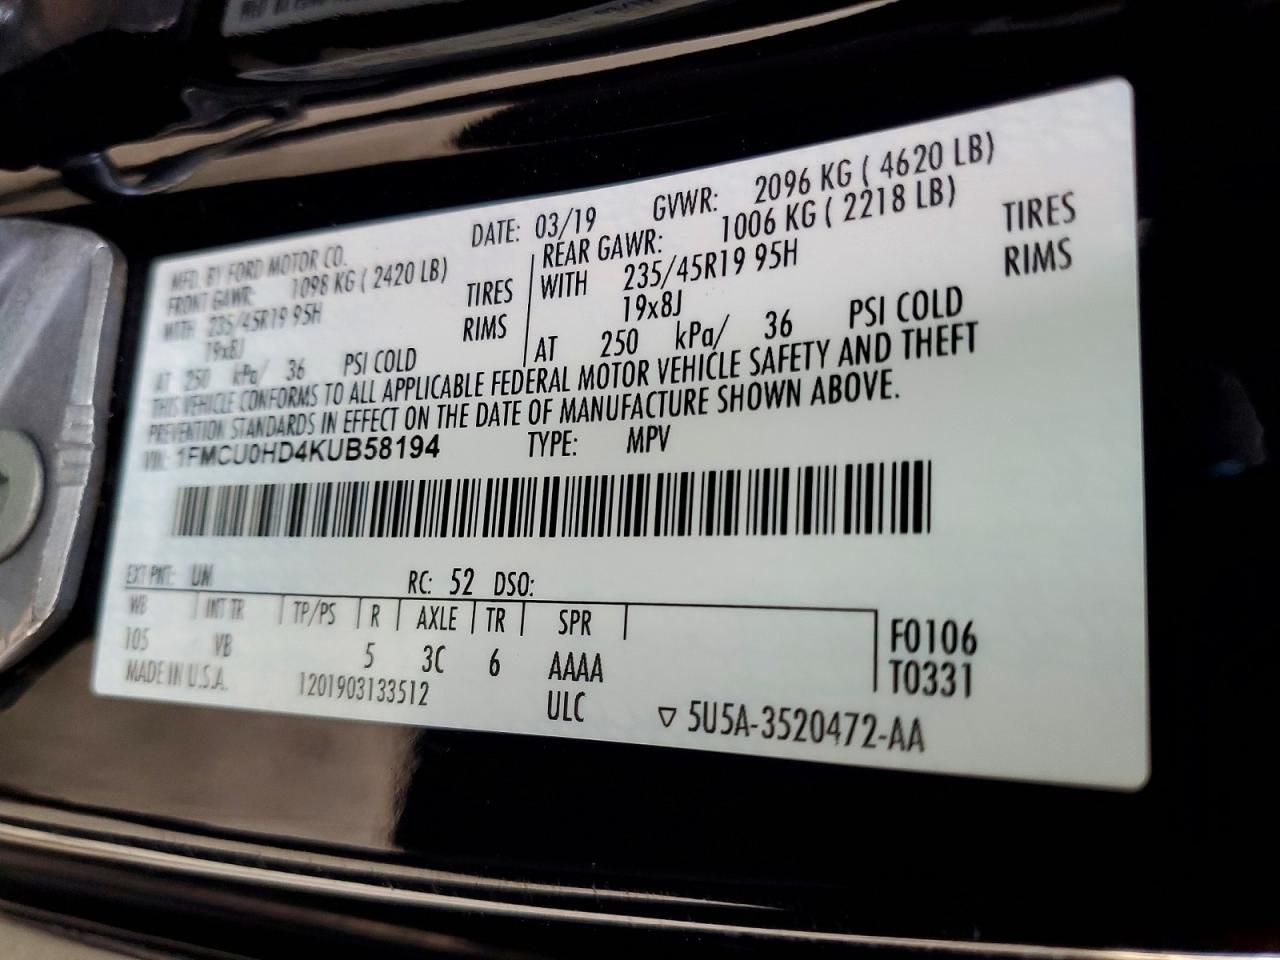 MFD. BY FORD MOTOR CO.
DATE: 03/19 GVWR: 2096 KG ( 4620 LB)
FRONT GAWR: 1098 KG ( 2420 LB)
WITH 235/45R19 95H TIRES
19x8J RIMS
AT 250 kPa/ 36 PSI COLD
REAR GAWR: 1006 KG ( 2218 LB)
WITH 235/45R19 95H TIRES
19x8J RIMS
AT 250 kPa/ 36 PSI COLD
THIS VEHICLE CONFORMS TO ALL APPLICABLE FEDERAL MOTOR VEHICLE SAFETY AND THEFT
PREVENTION STANDARDS IN EFFECT ON THE DATE OF MANUFACTURE SHOWN ABOVE.
VIN: 1FMCU0HD4KUB58194 TYPE: MPV
EXT PNT: UM RC: 52 DSO:
WB INT TR TP/PS R AXLE TR SPR
105 VB 5 3C 6 AAAA
F0106
T0331
MADE IN U.S.A. 1201903133512 ULC
▽ 5U5A-3520472-AA